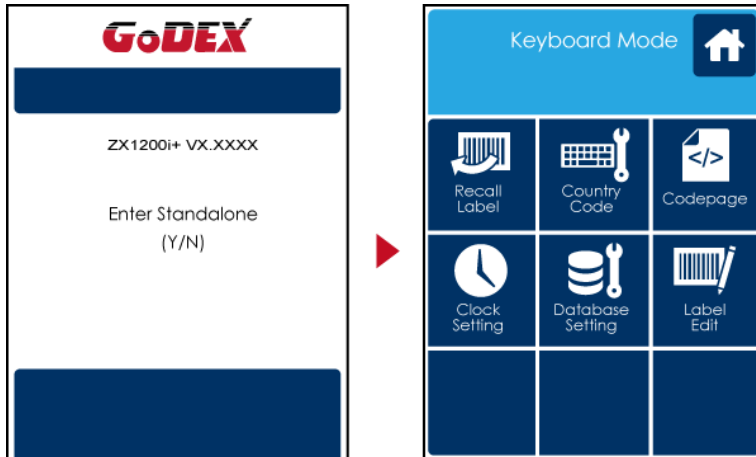 GoDEX
ZX1200i+ VX.XXXX
Enter Standalone
(Y/N)
Keyboard Mode
Recall
Label
Country
Code
</>
Codepage
Clock
Setting
Database
Setting
Label
Edit